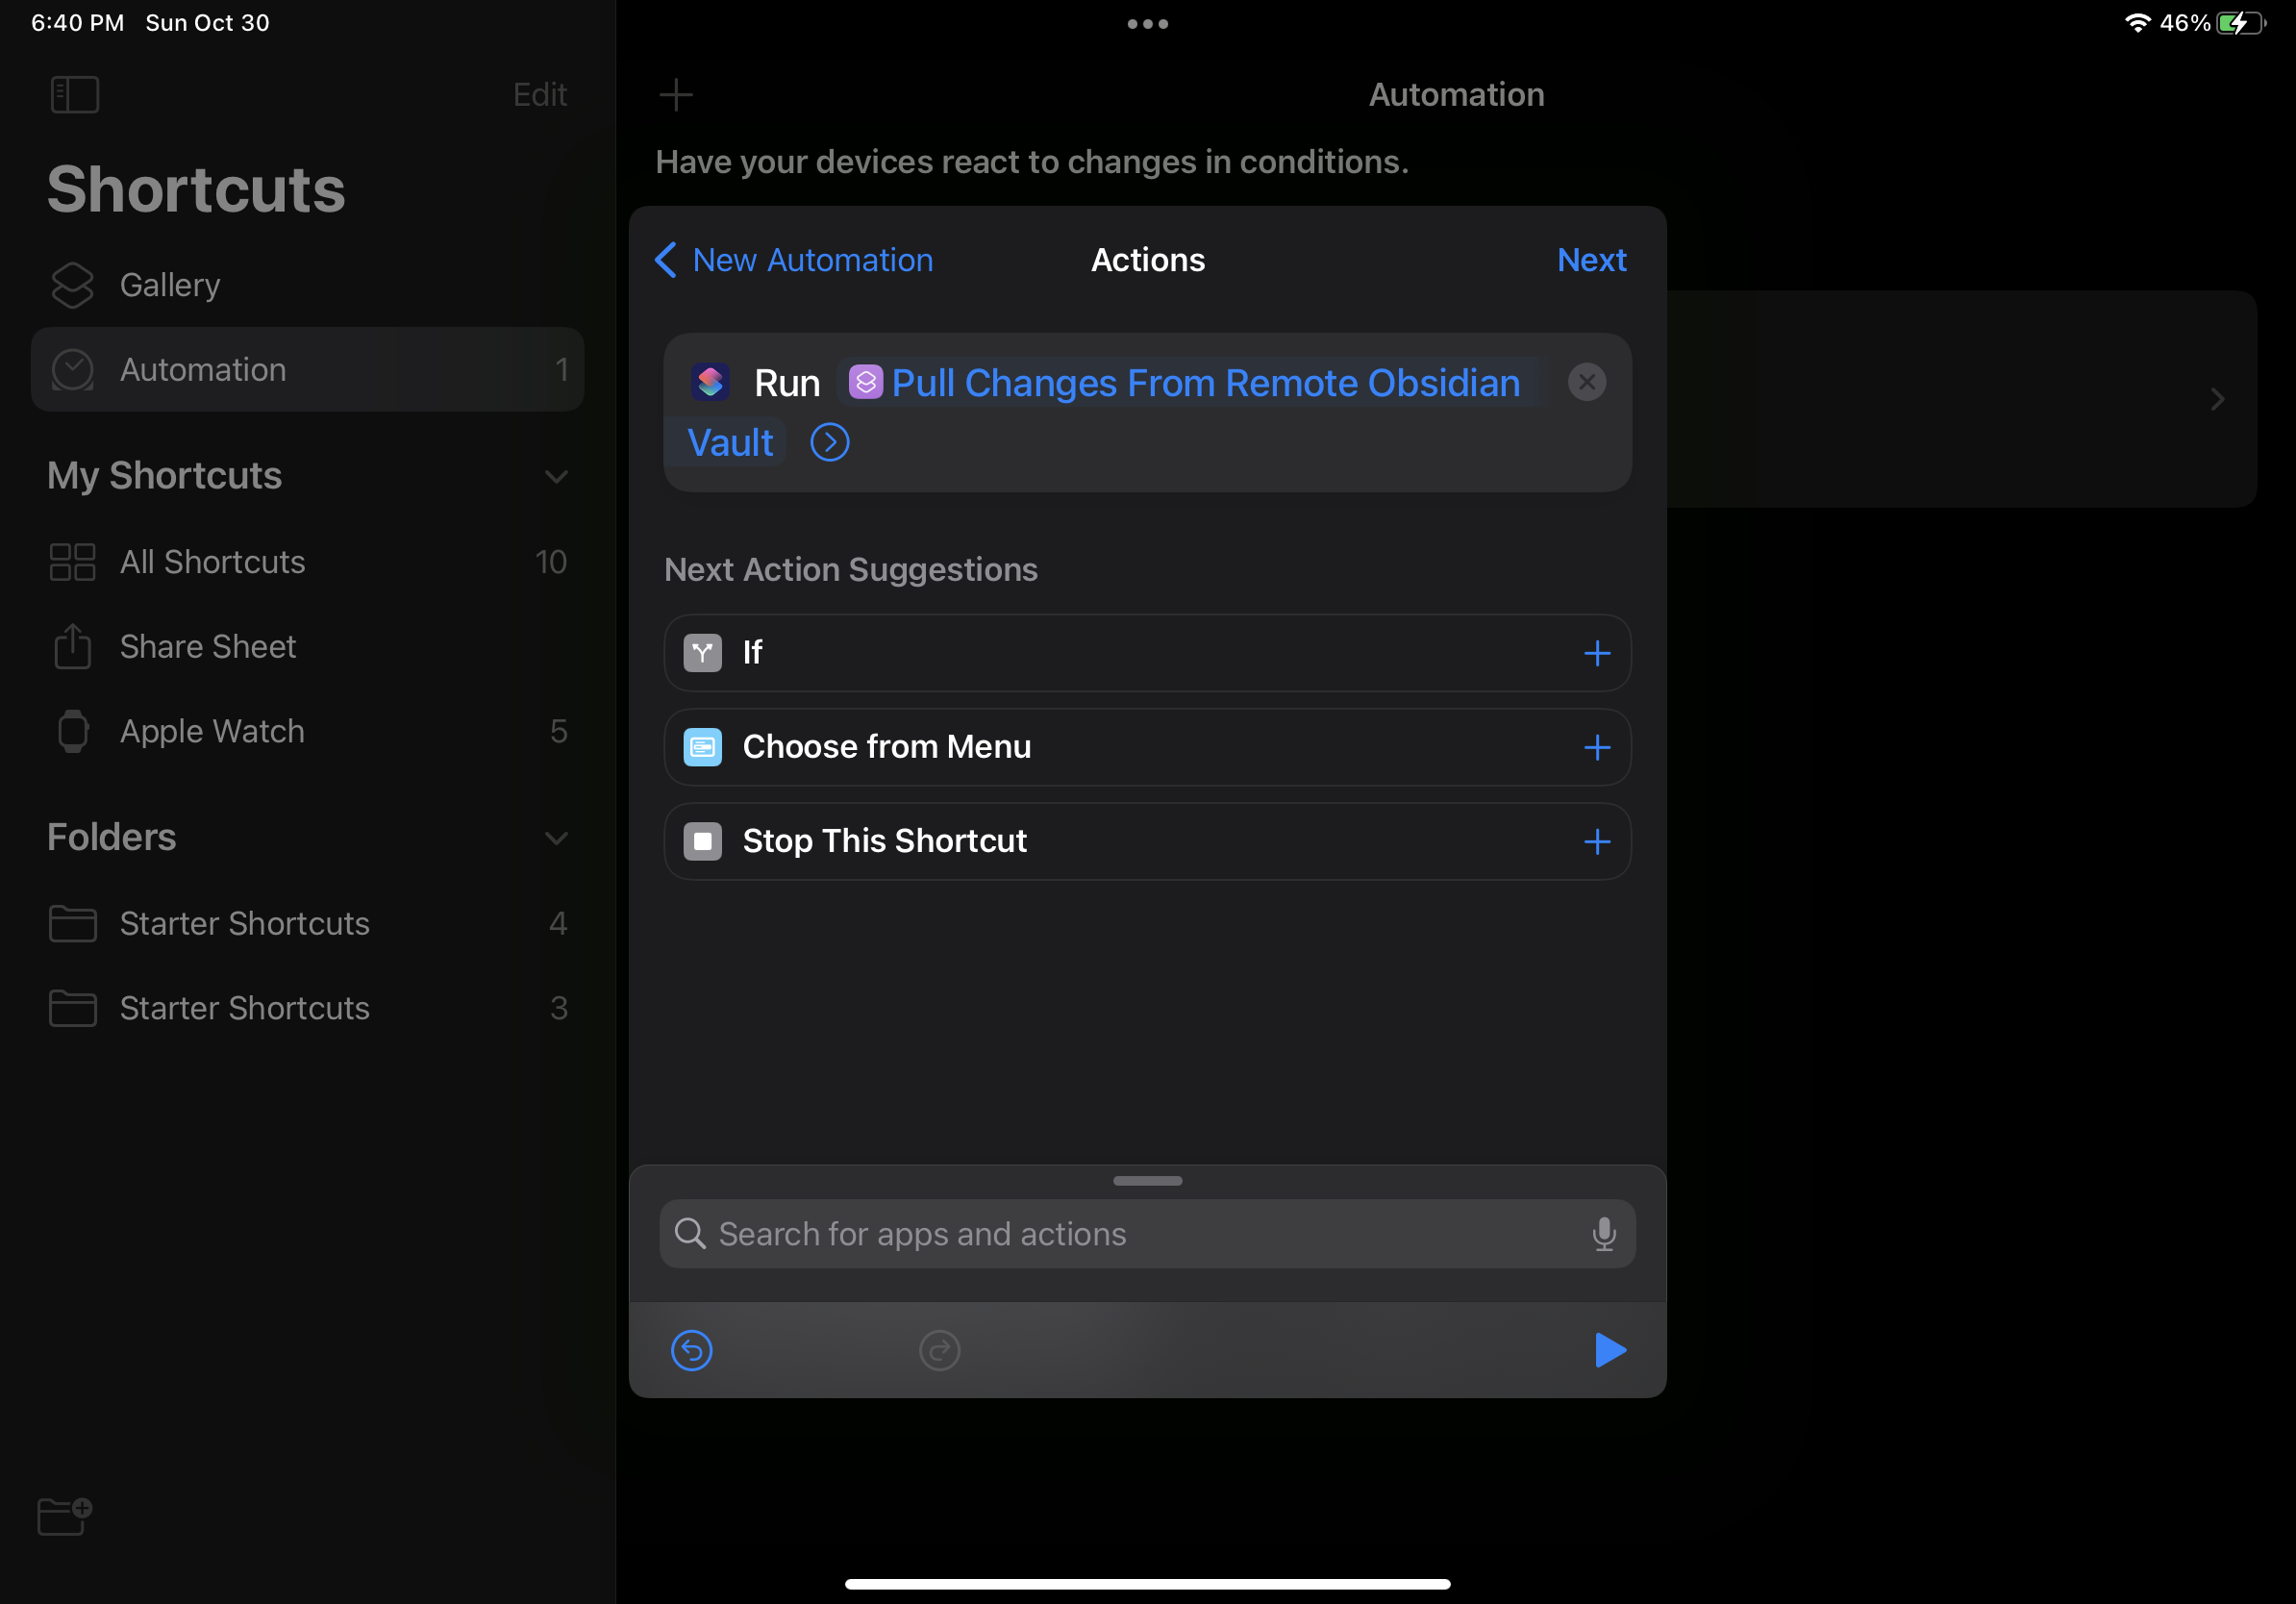 6:40 PM Sun Oct 30
46%
Edit
Shortcuts
Gallery
Automation 1
My Shortcuts
All Shortcuts 10
Share Sheet
Apple Watch 5
Folders
Starter Shortcuts 4
Starter Shortcuts 3
Automation
Have your devices react to changes in conditions.
New Automation Actions Next
Run Pull Changes From Remote Obsidian
Vault
Next Action Suggestions
If
Choose from Menu
Stop This Shortcut
Search for apps and actions